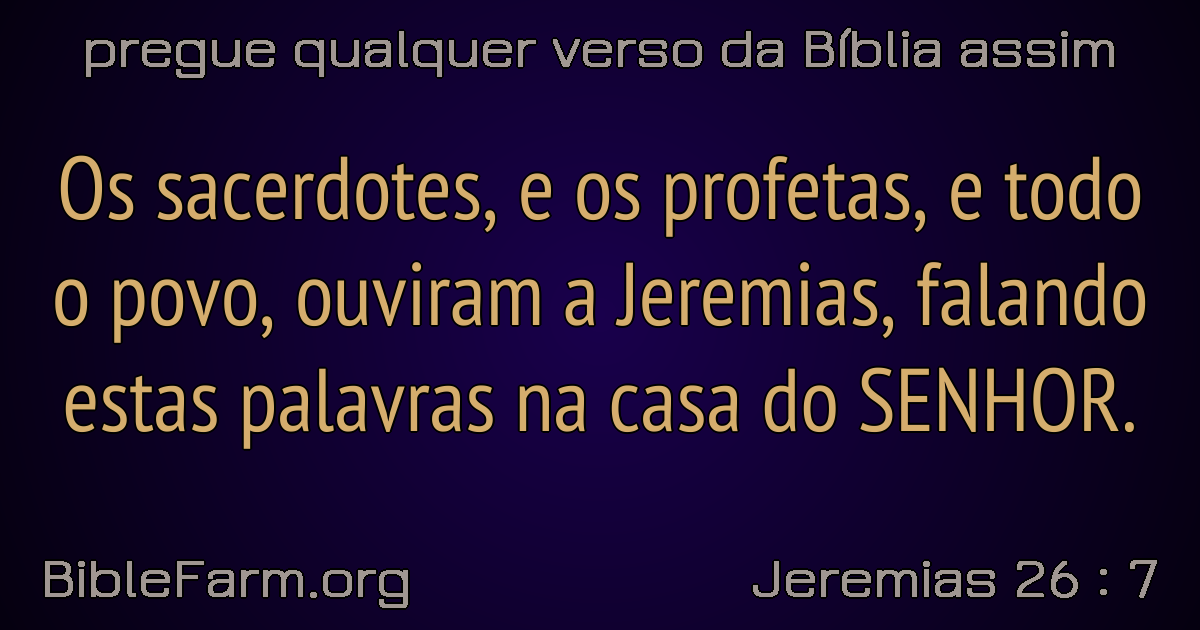 pregue qualquer verso da Bíblia assim
Os sacerdotes, e os profetas, e todo
o povo, ouviram a Jeremias, falando
estas palavras na casa do SENHOR.
BibleFarm.org
Jeremias 26 : 7